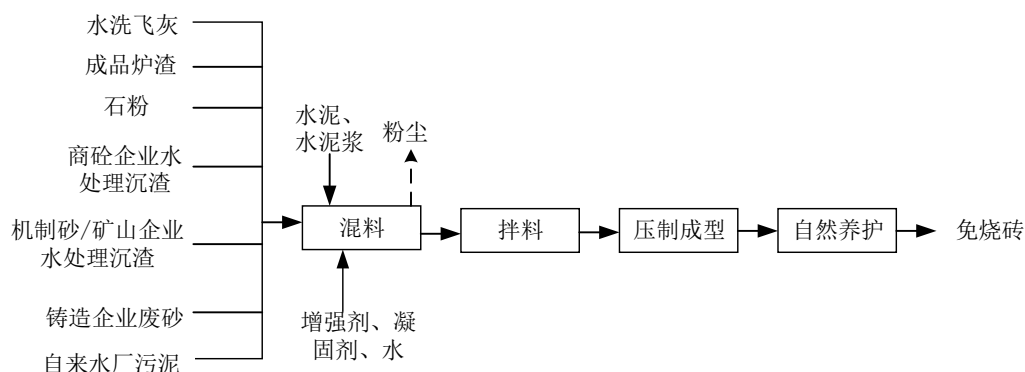 水洗飞灰
成品炉渣
石粉
商砼企业水
处理沉渣
机制砂/矿山企业
水处理沉渣
铸造企业废砂
自来水厂污泥
水泥、
水泥浆
粉尘
混料
增强剂、凝
固剂、水
拌料
压制成型
自然养护
免烧砖